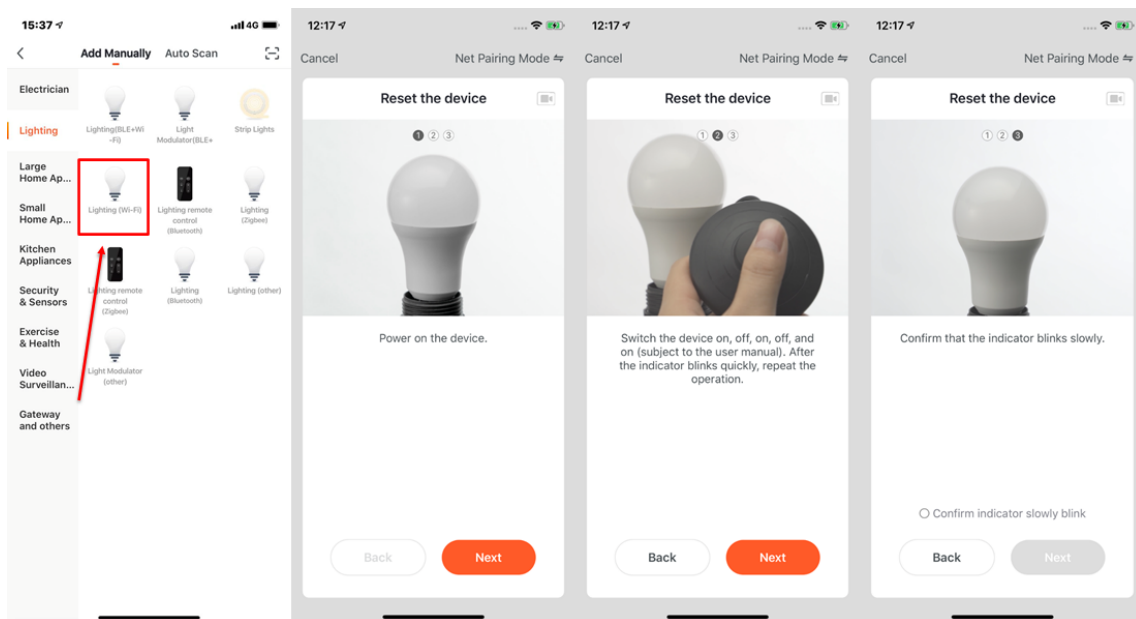 15:37
4G
Add Manually
Auto Scan
Electrician
Lighting
Large
Home Ap...
Small
Home Ap...
Kitchen
Appliances
Security
& Sensors
Exercise
& Health
Video
Surveillan...
Gateway
and others
Lighting(BLE+Wi
-Fi)
Light
Modulator(BLE+
Strip Lights
Lighting (Wi-Fi)
Lighting remote
control
(Bluetooth)
Lighting
(Zigbee)
Lighting remote
control
(Zigbee)
Lighting
(Bluetooth)
Lighting (other)
Light Modulator
(other)
12:17
Cancel
Net Pairing Mode
Reset the device
1 2 3
Power on the device.
Back
Next
12:17
Cancel
Net Pairing Mode
Reset the device
1 2 3
Switch the device on, off, on, off, and
on (subject to the user manual). After
the indicator blinks quickly, repeat the
operation.
Back
Next
12:17
Cancel
Net Pairing Mode
Reset the device
1 2 3
Confirm that the indicator blinks slowly.
Confirm indicator slowly blink
Back
Next